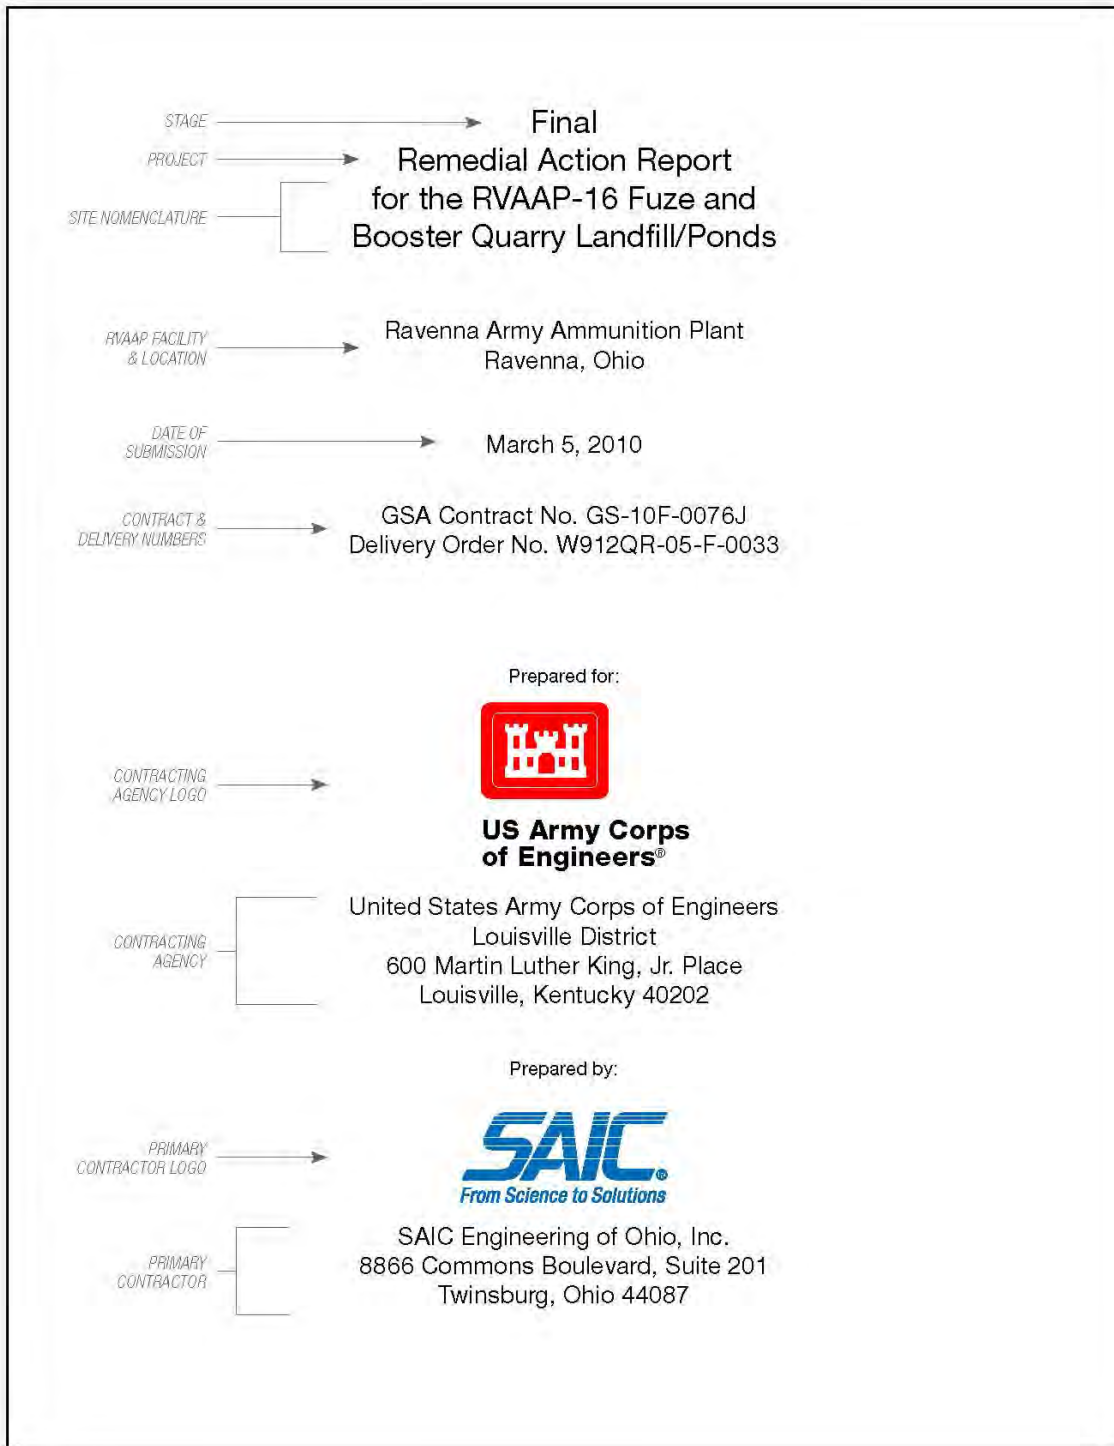 STAGE
Final
PROJECT
Remedial Action Report
SITE NOMENCLATURE
for the RVAAP-16 Fuze and
Booster Quarry Landfill/Ponds
RVAAP FACILITY
& LOCATION
Ravenna Army Ammunition Plant
Ravenna, Ohio
DATE OF
SUBMISSION
March 5, 2010
CONTRACT &
DELIVERY NUMBERS
GSA Contract No. GS-10F-0076J
Delivery Order No. W912QR-05-F-0033
Prepared for:
CONTRACTING
AGENCY LOGO
US Army Corps
of Engineers®
CONTRACTING
AGENCY
United States Army Corps of Engineers
Louisville District
600 Martin Luther King, Jr. Place
Louisville, Kentucky 40202
Prepared by:
PRIMARY
CONTRACTOR LOGO
SAIC®
From Science to Solutions
PRIMARY
CONTRACTOR
SAIC Engineering of Ohio, Inc.
8866 Commons Boulevard, Suite 201
Twinsburg, Ohio 44087